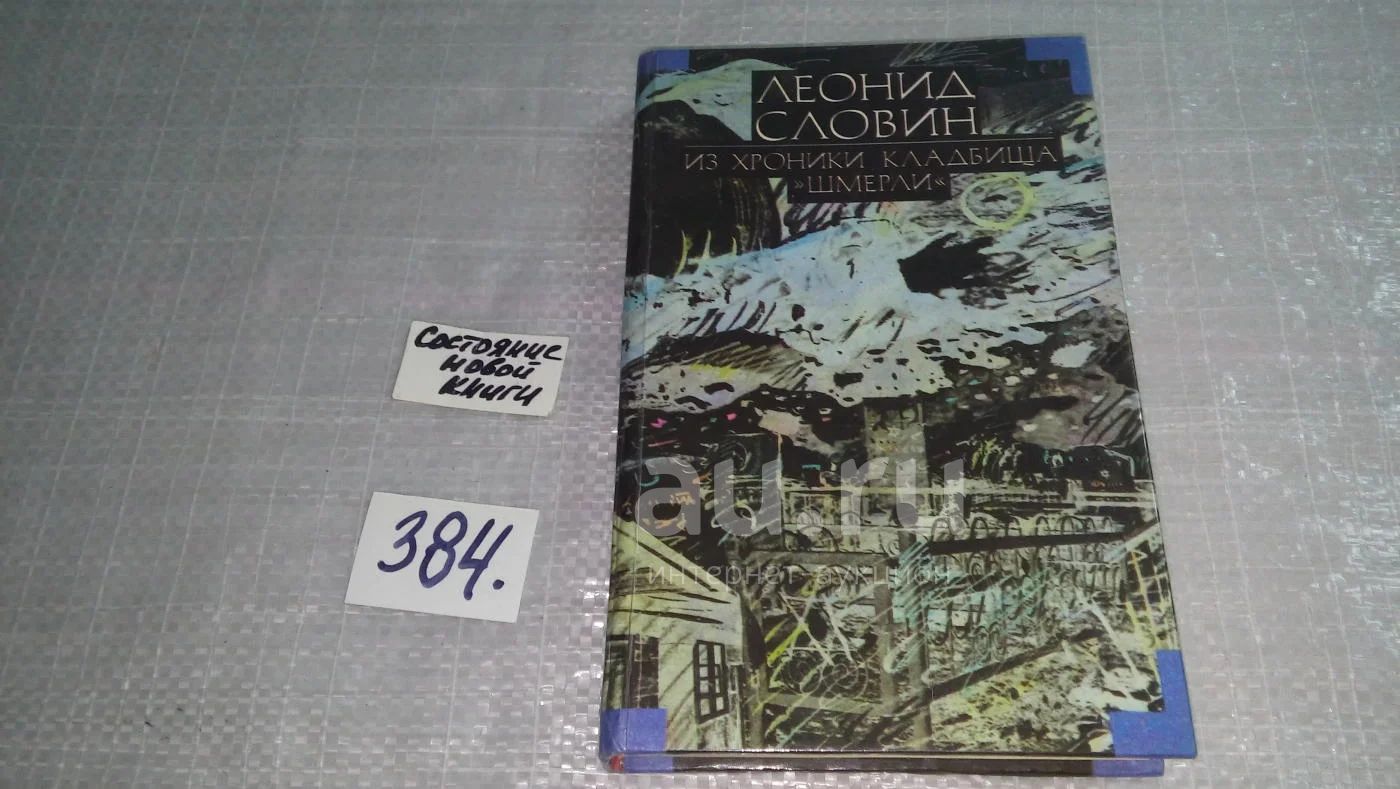 ЛЕОНИД
СЛОВИН
ИЗ ХРОНИКИ КЛАДБИЩА
»ШМЕРЛИ«
Состояние
новой
книги
384.
au.ru
интернет-аукцион